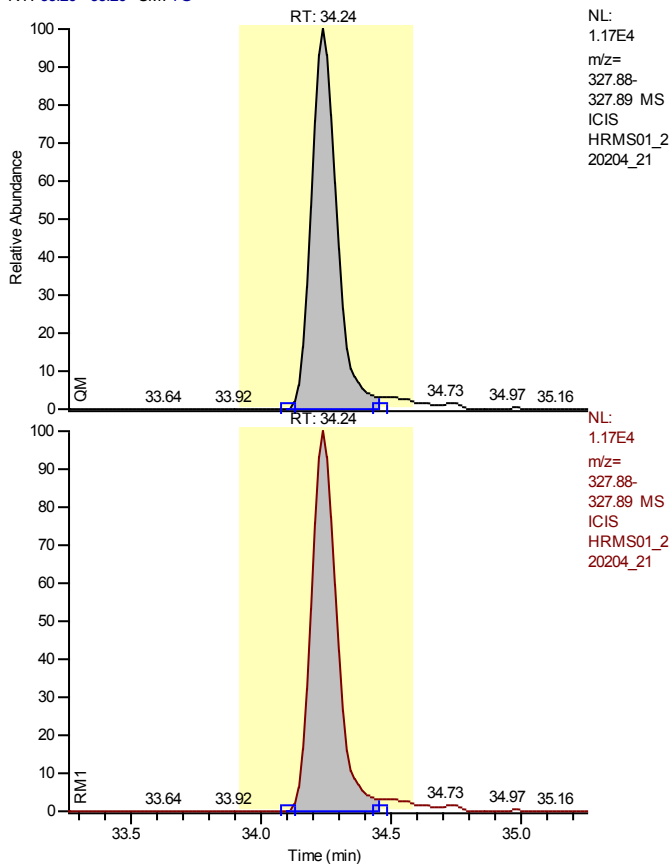 RT: 34.24
NL:
1.17E4
m/z=
327.88-
327.89 MS
ICIS
HRMS01_2
20204_21
100
90
80
70
60
50
40
30
20
10
0
Relative Abundance
QM
33.64
33.92
34.73
34.97
35.16
RT: 34.24
NL:
1.17E4
m/z=
327.88-
327.89 MS
ICIS
HRMS01_2
20204_21
100
90
80
70
60
50
40
30
20
10
0
RM1
33.64
33.92
34.73
34.97
35.16
33.5
34.0
34.5
35.0
Time (min)